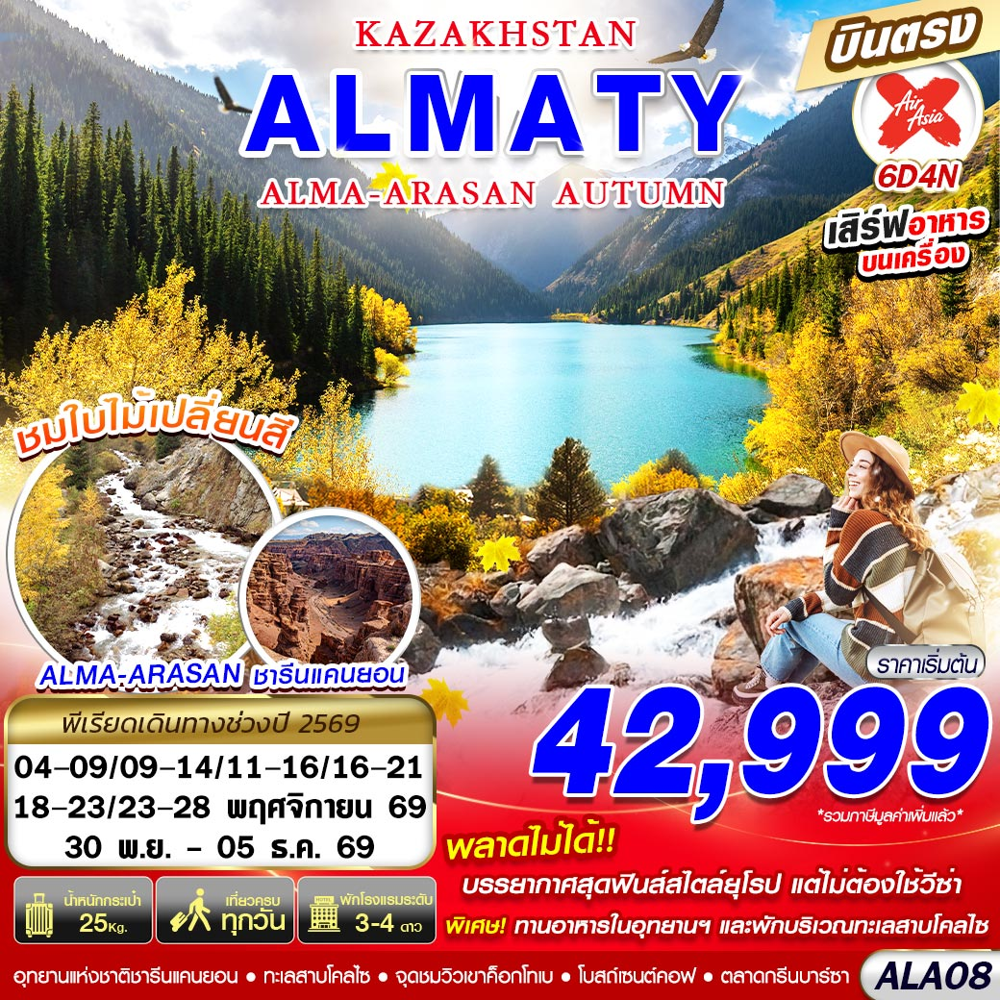 KAZAKHSTAN
ALMATY
ALMA-ARASAN AUTUMN
บินตรง
Air
Asia
X
6D4N
เสิร์ฟอาหาร
บนเครื่อง
ชมใบไม้เปลี่ยนสี
ALMA-ARASAN ชารีนแคนยอน
พีเรียดเดินทางช่วงปี 2569
04-09/09-14/11-16/16-21
18-23/23-28 พฤศจิกายน 69
30 พ.ย. - 05 ธ.ค. 69
ราคาเริ่มต้น
42,999
*รวมภาษีมูลค่าเพิ่มแล้ว*
พลาดไม่ได้!!
บรรยากาศสุดฟินส์สไตล์ยุโรป แต่ไม่ต้องใช้วีซ่า
พิเศษ! ทานอาหารในอุทยานฯ และพักบริเวณทะเลสาบโคลไซ
น้ำหนักกระเป๋า
25Kg.
เที่ยวครบ
ทุกวัน
HOTEL
พักโรงแรมระดับ
3-4 ดาว
อุทยานแห่งชาติชารีนแคนยอน • ทะเลสาบโคลไซ • จุดชมวิวเขาค็อกโทเบ • โบสถ์เซนต์คอฟ • ตลาดกรีนบาร์ซา
ALA08